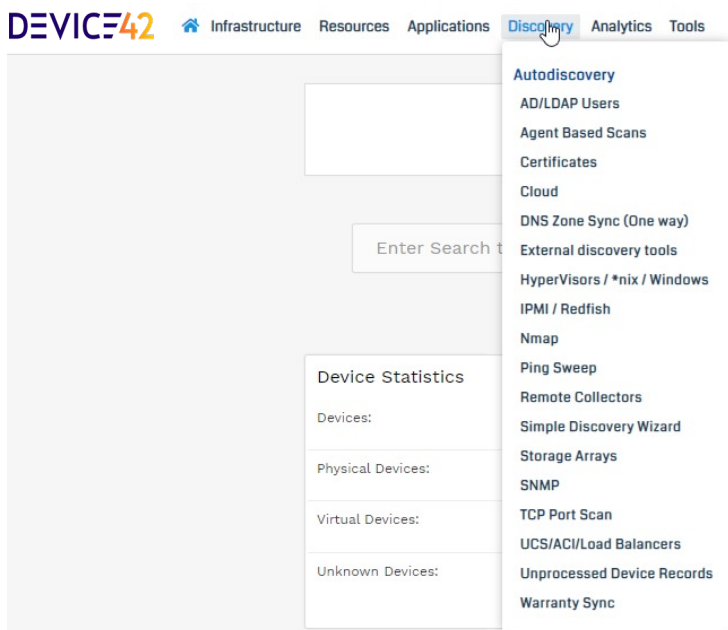 DEVICE42 Infrastructure Resources Applications Discovery Analytics Tools
Autodiscovery
AD/LDAP Users
Agent Based Scans
Certificates
Cloud
DNS Zone Sync (One way)
External discovery tools
HyperVisors / *nix / Windows
IPMI / Redfish
Nmap
Ping Sweep
Remote Collectors
Simple Discovery Wizard
Storage Arrays
SNMP
TCP Port Scan
UCS/ACI/Load Balancers
Unprocessed Device Records
Warranty Sync
Enter Search t
Device Statistics
Devices:
Physical Devices:
Virtual Devices:
Unknown Devices: